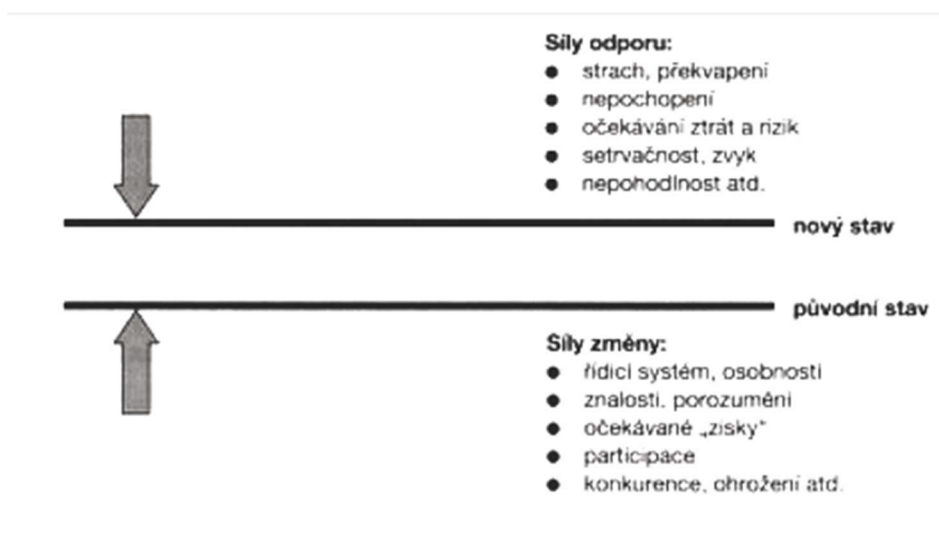 Síly odporu:
● strach, překvapení
● nepochopení
● očekávání ztrát a rizik
● setrvačnost, zvyk
● nepohodlnost atd.
nový stav
původní stav
Síly změny:
● řídicí systém, osobnosti
● znalosti, porozumění
● očekávané „zisky“
● participace
● konkurence, ohrožení atd.